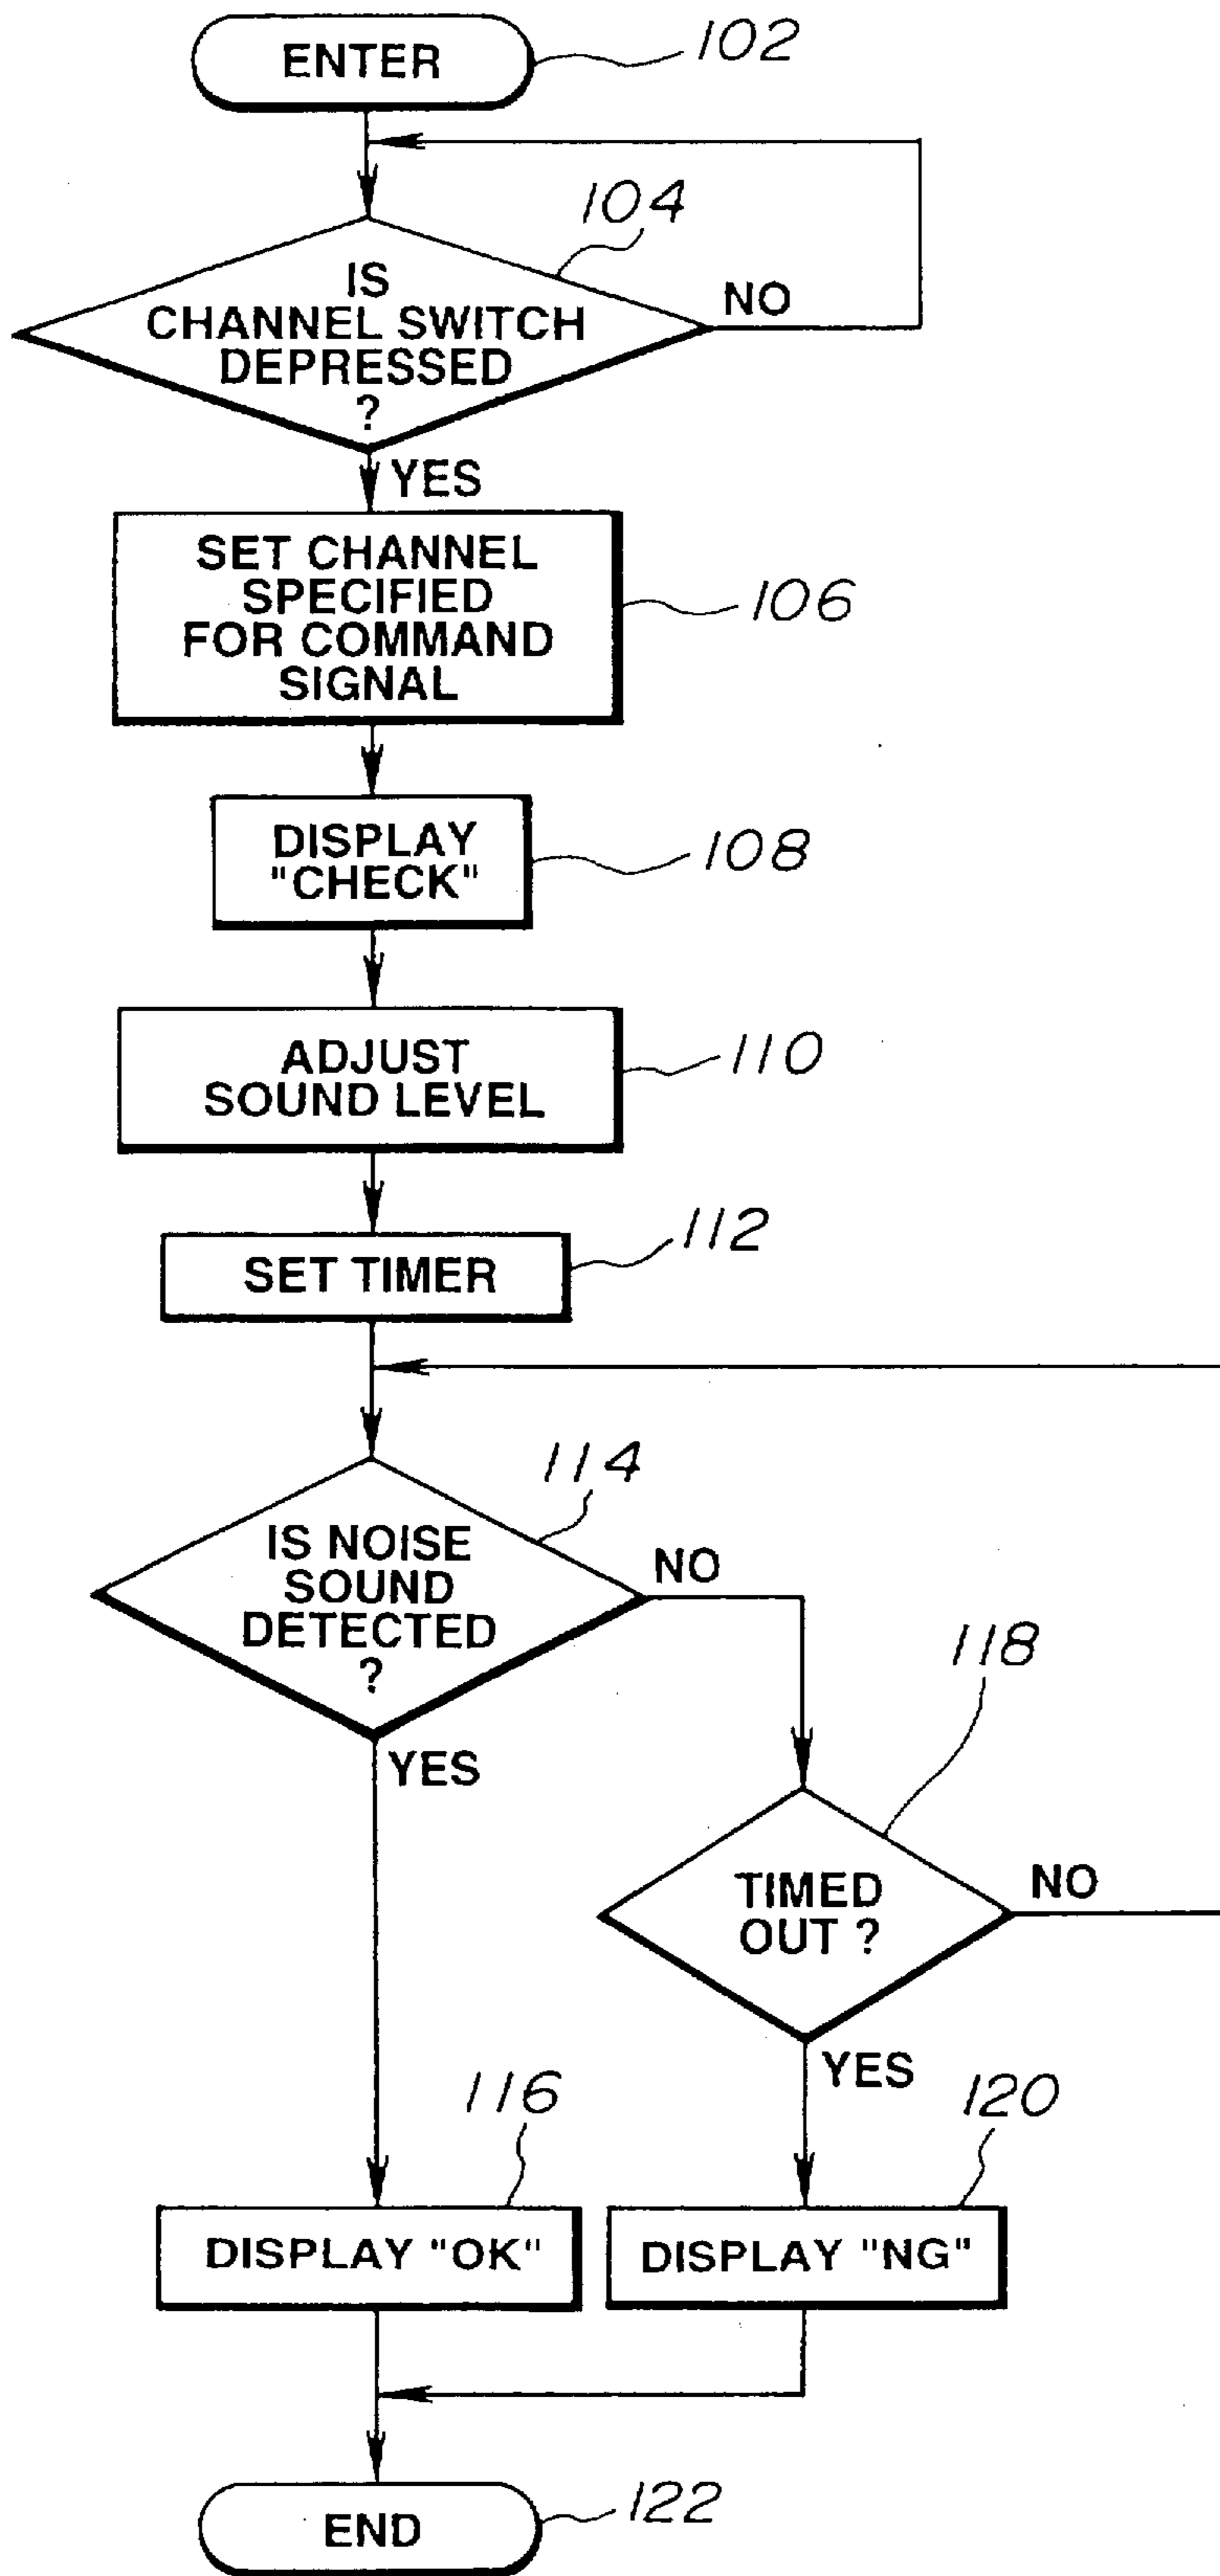 ENTER
102
104
IS
CHANNEL SWITCH
DEPRESSED
?
NO
YES
SET CHANNEL
SPECIFIED
FOR COMMAND
SIGNAL
106
DISPLAY
"CHECK"
108
ADJUST
SOUND LEVEL
110
SET TIMER
112
114
IS NOISE
SOUND
DETECTED
?
NO
YES
118
TIMED
OUT ?
NO
YES
116
DISPLAY "OK"
120
DISPLAY "NG"
END
122